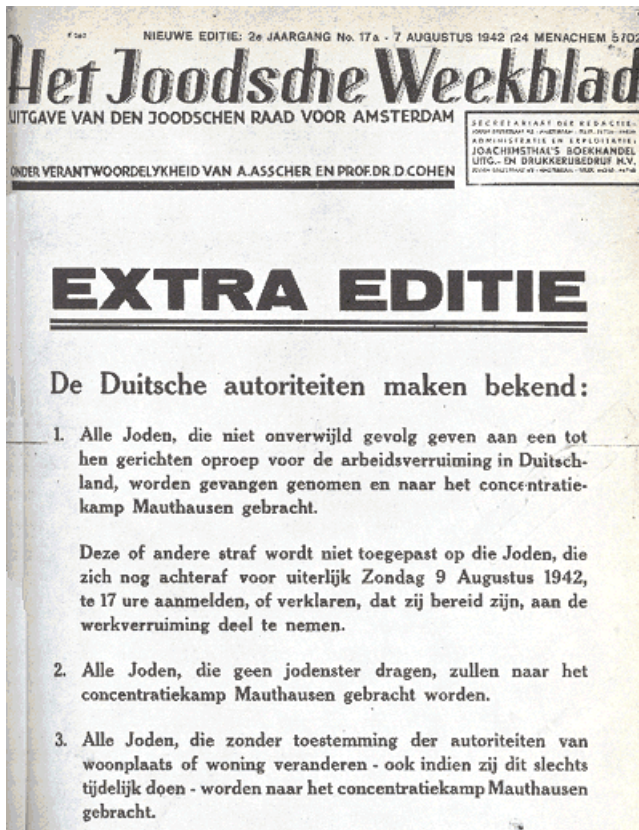 NIEUWE EDITIE: 2e JAARGANG No. 17a - 7 AUGUSTUS 1942 (24 MENACHEM 5702
Het Joodsche Weekblad
UITGAVE VAN DEN JOODSCHEN RAAD VOOR AMSTERDAM
ONDER VERANTWOORDELYKHEID VAN A. ASSCHER EN PROF. DR. D. COHEN
SECRETARIAAT DER REDACTIE:
ADMINISTRATIE EN EXPLOITATIE:
JOACHIMSTHAL'S BOEKHANDEL
UITG.- EN DRUKKERIJBEDRIJF N.V.
EXTRA EDITIE
De Duitsche autoriteiten maken bekend:
1. Alle Joden, die niet onverwijld gevolg geven aan een tot
hen gerichten oproep voor de arbeidsverruiming in Duitsch-
land, worden gevangen genomen en naar het concentratie-
kamp Mauthausen gebracht.
Deze of andere straf wordt niet toegepast op die Joden, die
zich nog achteraf voor uiterlijk Zondag 9 Augustus 1942,
te 17 ure aanmelden, of verklaren, dat zij bereid zijn, aan de
werkverruiming deel te nemen.
2. Alle Joden, die geen jodenster dragen, zullen naar het
concentratiekamp Mauthausen gebracht worden.
3. Alle Joden, die zonder toestemming der autoriteiten van
woonplaats of woning veranderen - ook indien zij dit slechts
tijdelijk doen - worden naar het concentratiekamp Mauthausen
gebracht.